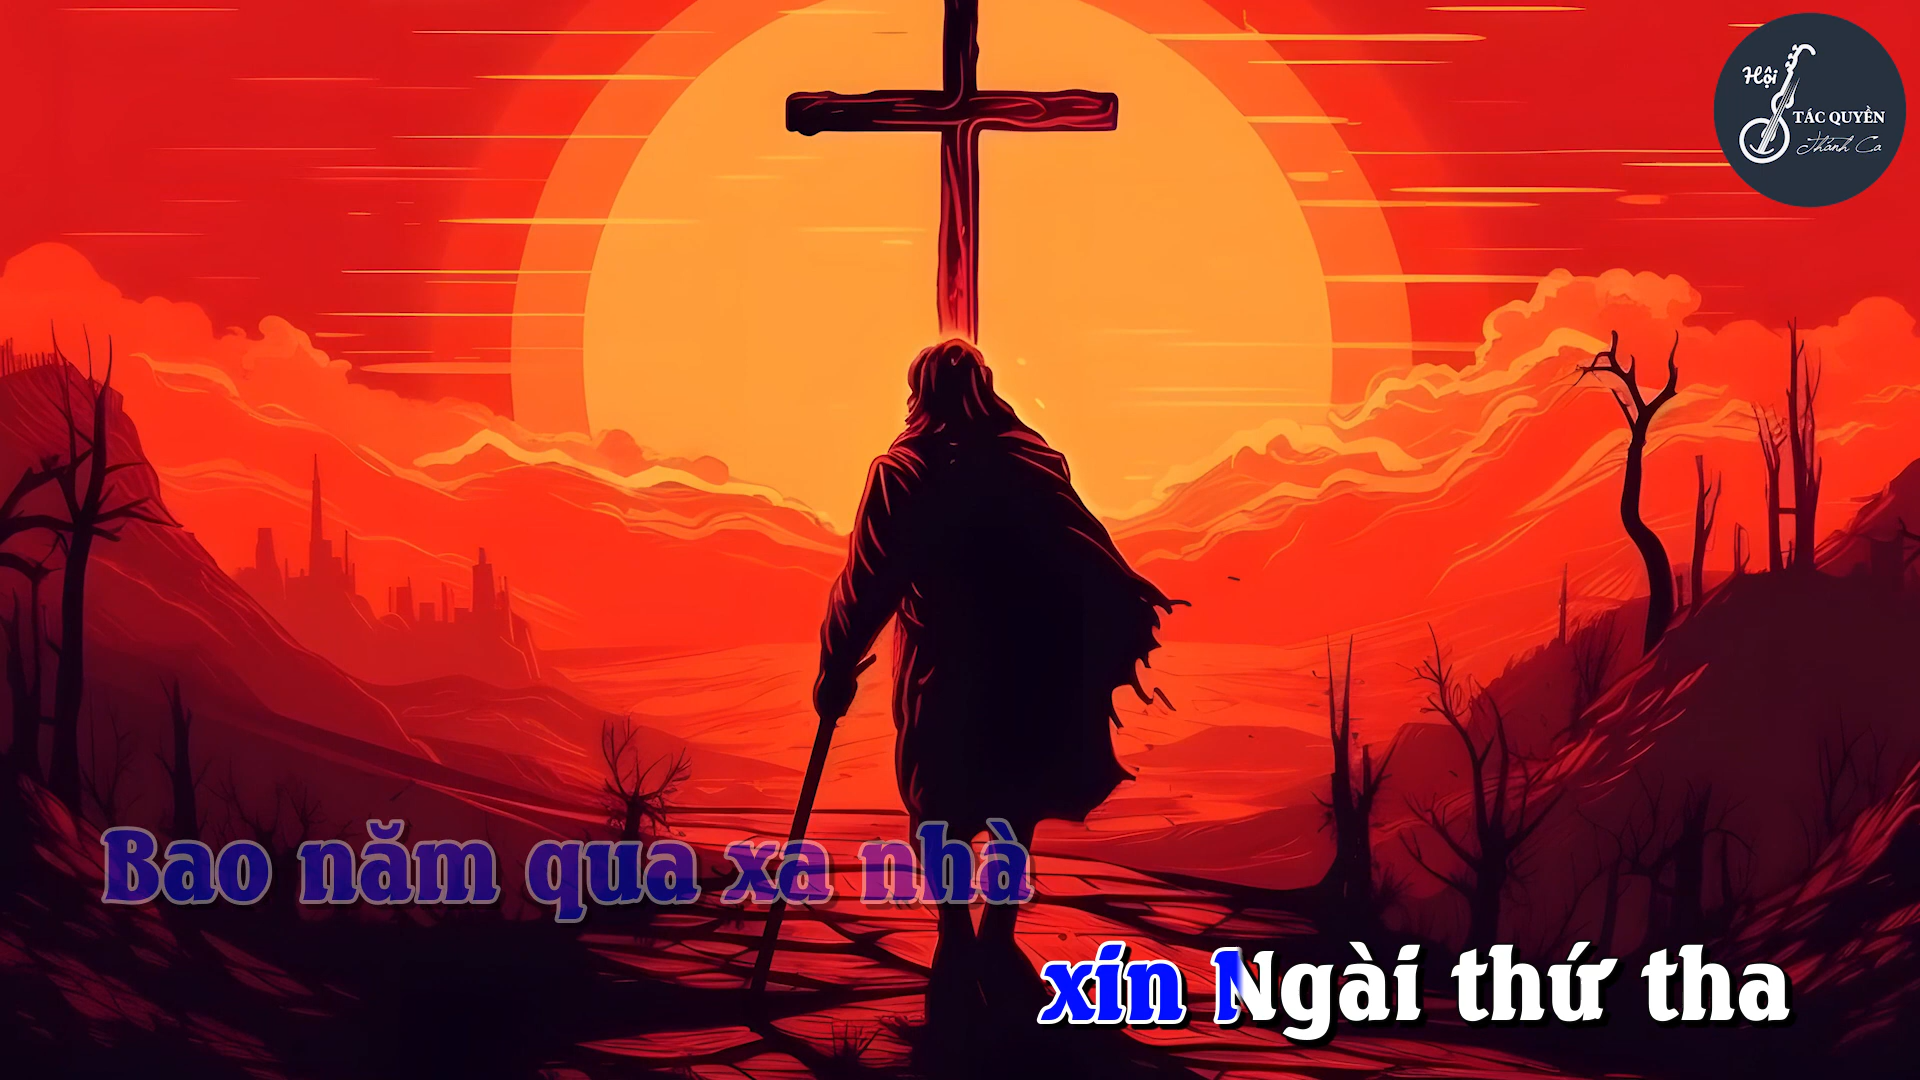 Hội
TÁC QUYỀN
Thánh Ca
Bao năm qua xa nhà
xin Ngài thứ tha